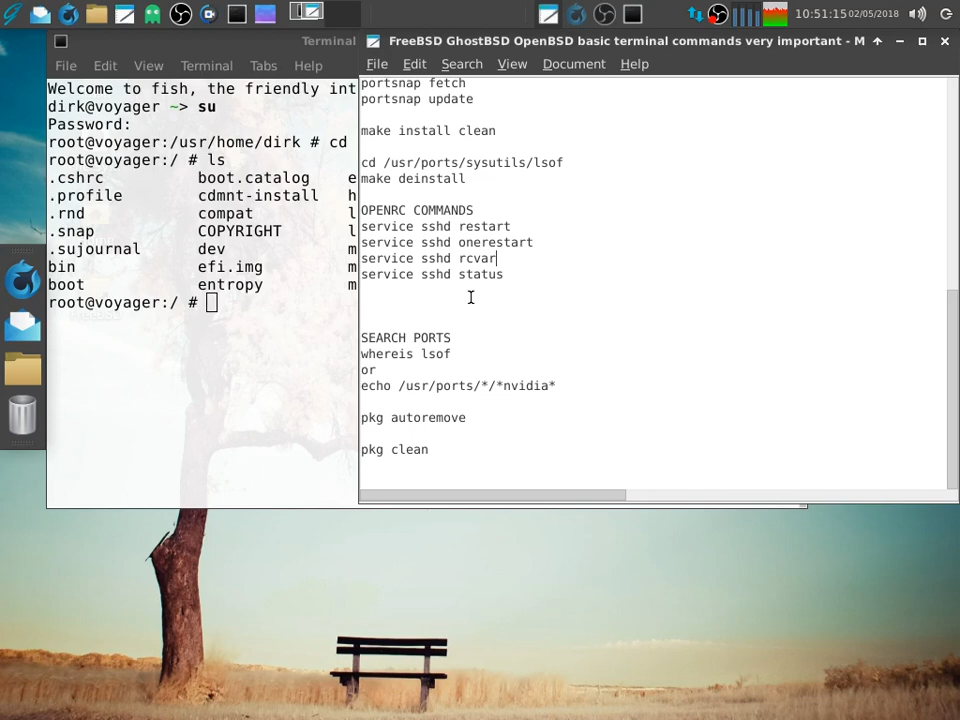 10:51:15 02/05/2018
Terminal
File Edit View Terminal Tabs Help
Welcome to fish, the friendly int
dirk@voyager ~> su
Password:
root@voyager:/usr/home/dirk # cd
root@voyager:/ # ls
.cshrc boot.catalog e
.profile cdmnt-install h
.rnd compat l
.snap COPYRIGHT l
.sujournal dev m
bin efi.img m
boot entropy m
root@voyager:/ #
FreeBSD GhostBSD OpenBSD basic terminal commands very important - M
File Edit Search View Document Help
portsnap fetch
portsnap update
make install clean
cd /usr/ports/sysutils/lsof
make deinstall
OPENRC COMMANDS
service sshd restart
service sshd onerestart
service sshd rcvar
service sshd status
SEARCH PORTS
whereis lsof
or
echo /usr/ports/*/*nvidia*
pkg autoremove
pkg clean